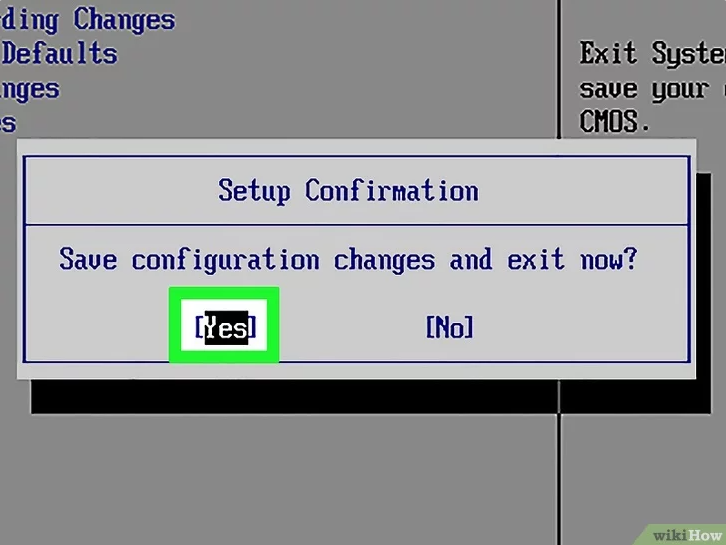 ding Changes
Defaults
nges
s
Exit Syste
save your
CMOS.
Setup Confirmation
Save configuration changes and exit now?
[Yes]
[No]
wikiHow